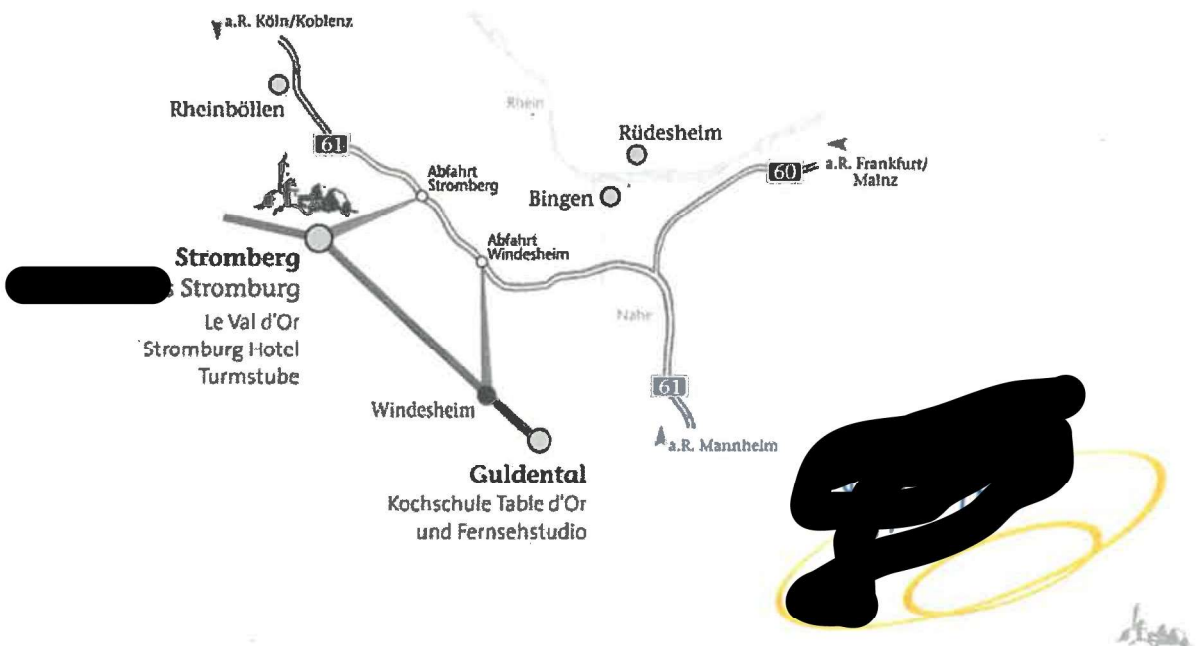 a.R. Köln/Koblenz
Rheinböllen
61
Rhein
Rüdesheim
60
a.R. Frankfurt/
Mainz
Abfahrt
Stromberg
Bingen
Abfahrt
Windesheim
Stromberg
s Stromburg
Le Val d'Or
Stromburg Hotel
Turmstube
Nahe
61
Windesheim
a.R. Mannheim
Guldental
Kochschule Table d'Or
und Fernsehstudio